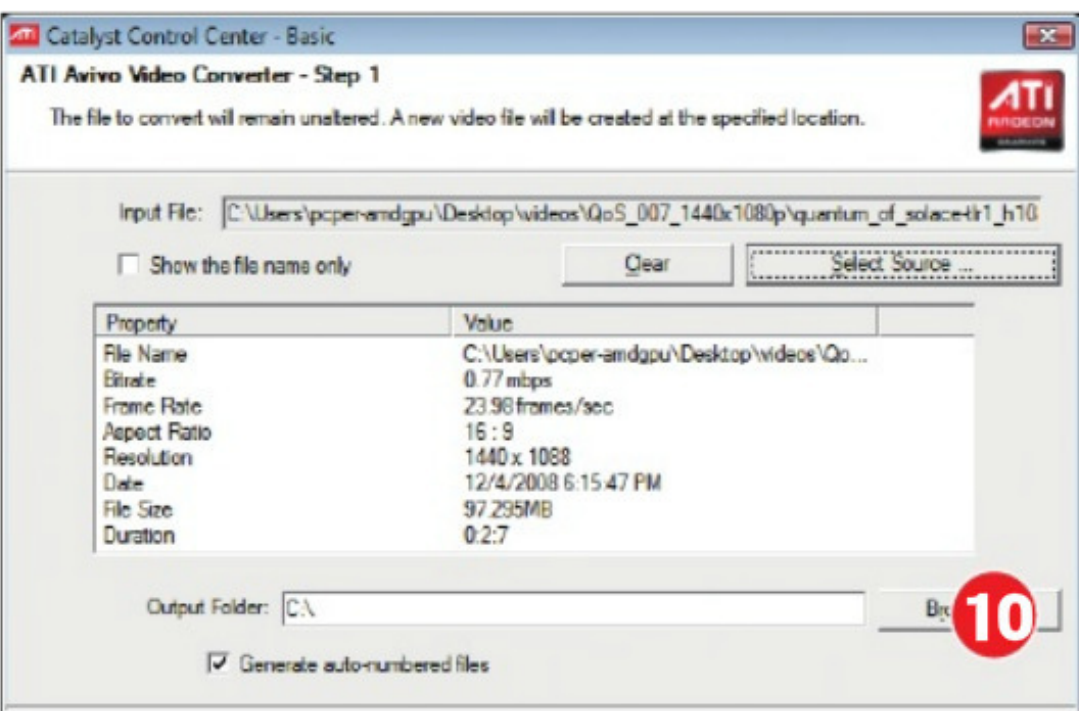 Catalyst Control Center - Basic
ATI Avivo Video Converter - Step 1
The file to convert will remain unaltered. A new video file will be created at the specified location.
ATI
RADEON
GRAPHICS
Input File: C:\Users\pcper-amdgpu\Desktop\videos\QoS_007_1440x1080p\quantum_of_solace-tlr1_h10
Show the file name only
Clear
Select Source ...
Property Value
File Name C:\Users\pcper-amdgpu\Desktop\videos\Qo...
Bitrate 0.77 mbps
Frame Rate 23.98 frames/sec
Aspect Ratio 16 : 9
Resolution 1440 x 1088
Date 12/4/2008 6:15:47 PM
File Size 97.295MB
Duration 0:2:7
Output Folder: C:\
10
Generate auto-numbered files